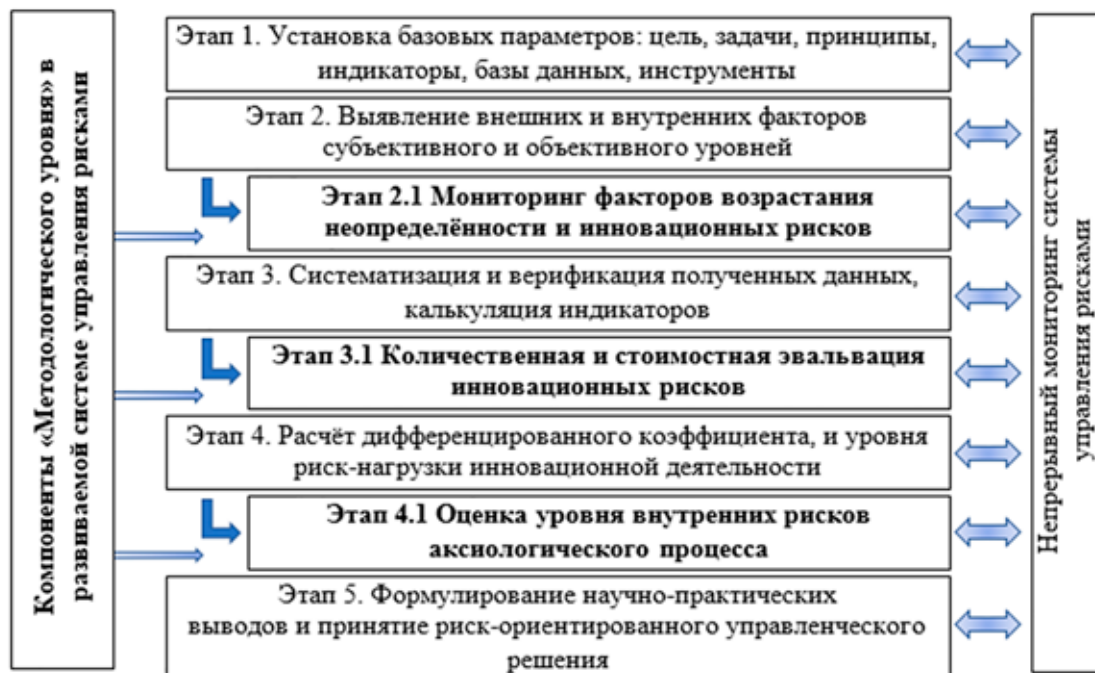 Компоненты «Методологического уровня» в
развиваемой системе управления рисками
Этап 1. Установка базовых параметров: цель, задачи, принципы,
индикаторы, базы данных, инструменты
Этап 2. Выявление внешних и внутренних факторов
субъективного и объективного уровней
Этап 2.1 Мониторинг факторов возрастания
неопределённости и инновационных рисков
Этап 3. Систематизация и верификация полученных данных,
калькуляция индикаторов
Этап 3.1 Количественная и стоимостная эвальвация
инновационных рисков
Этап 4. Расчёт дифференцированного коэффициента, и уровня
риск-нагрузки инновационной деятельности
Этап 4.1 Оценка уровня внутренних рисков
аксиологического процесса
Этап 5. Формулирование научно-практических
выводов и принятие риск-ориентированного управленческого
решения
Непрерывный мониторинг системы
управления рисками